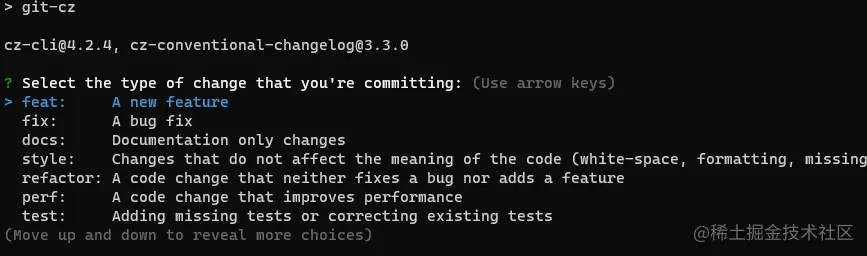 > git-cz
cz-cli@4.2.4, cz-conventional-changelog@3.3.0
? Select the type of change that you're committing: (Use arrow keys)
> feat:     A new feature
  fix:      A bug fix
  docs:     Documentation only changes
  style:    Changes that do not affect the meaning of the code (white-space, formatting, missing
  refactor: A code change that neither fixes a bug nor adds a feature
  perf:     A code change that improves performance
  test:     Adding missing tests or correcting existing tests
(Move up and down to reveal more choices)
@稀土掘金技术社区